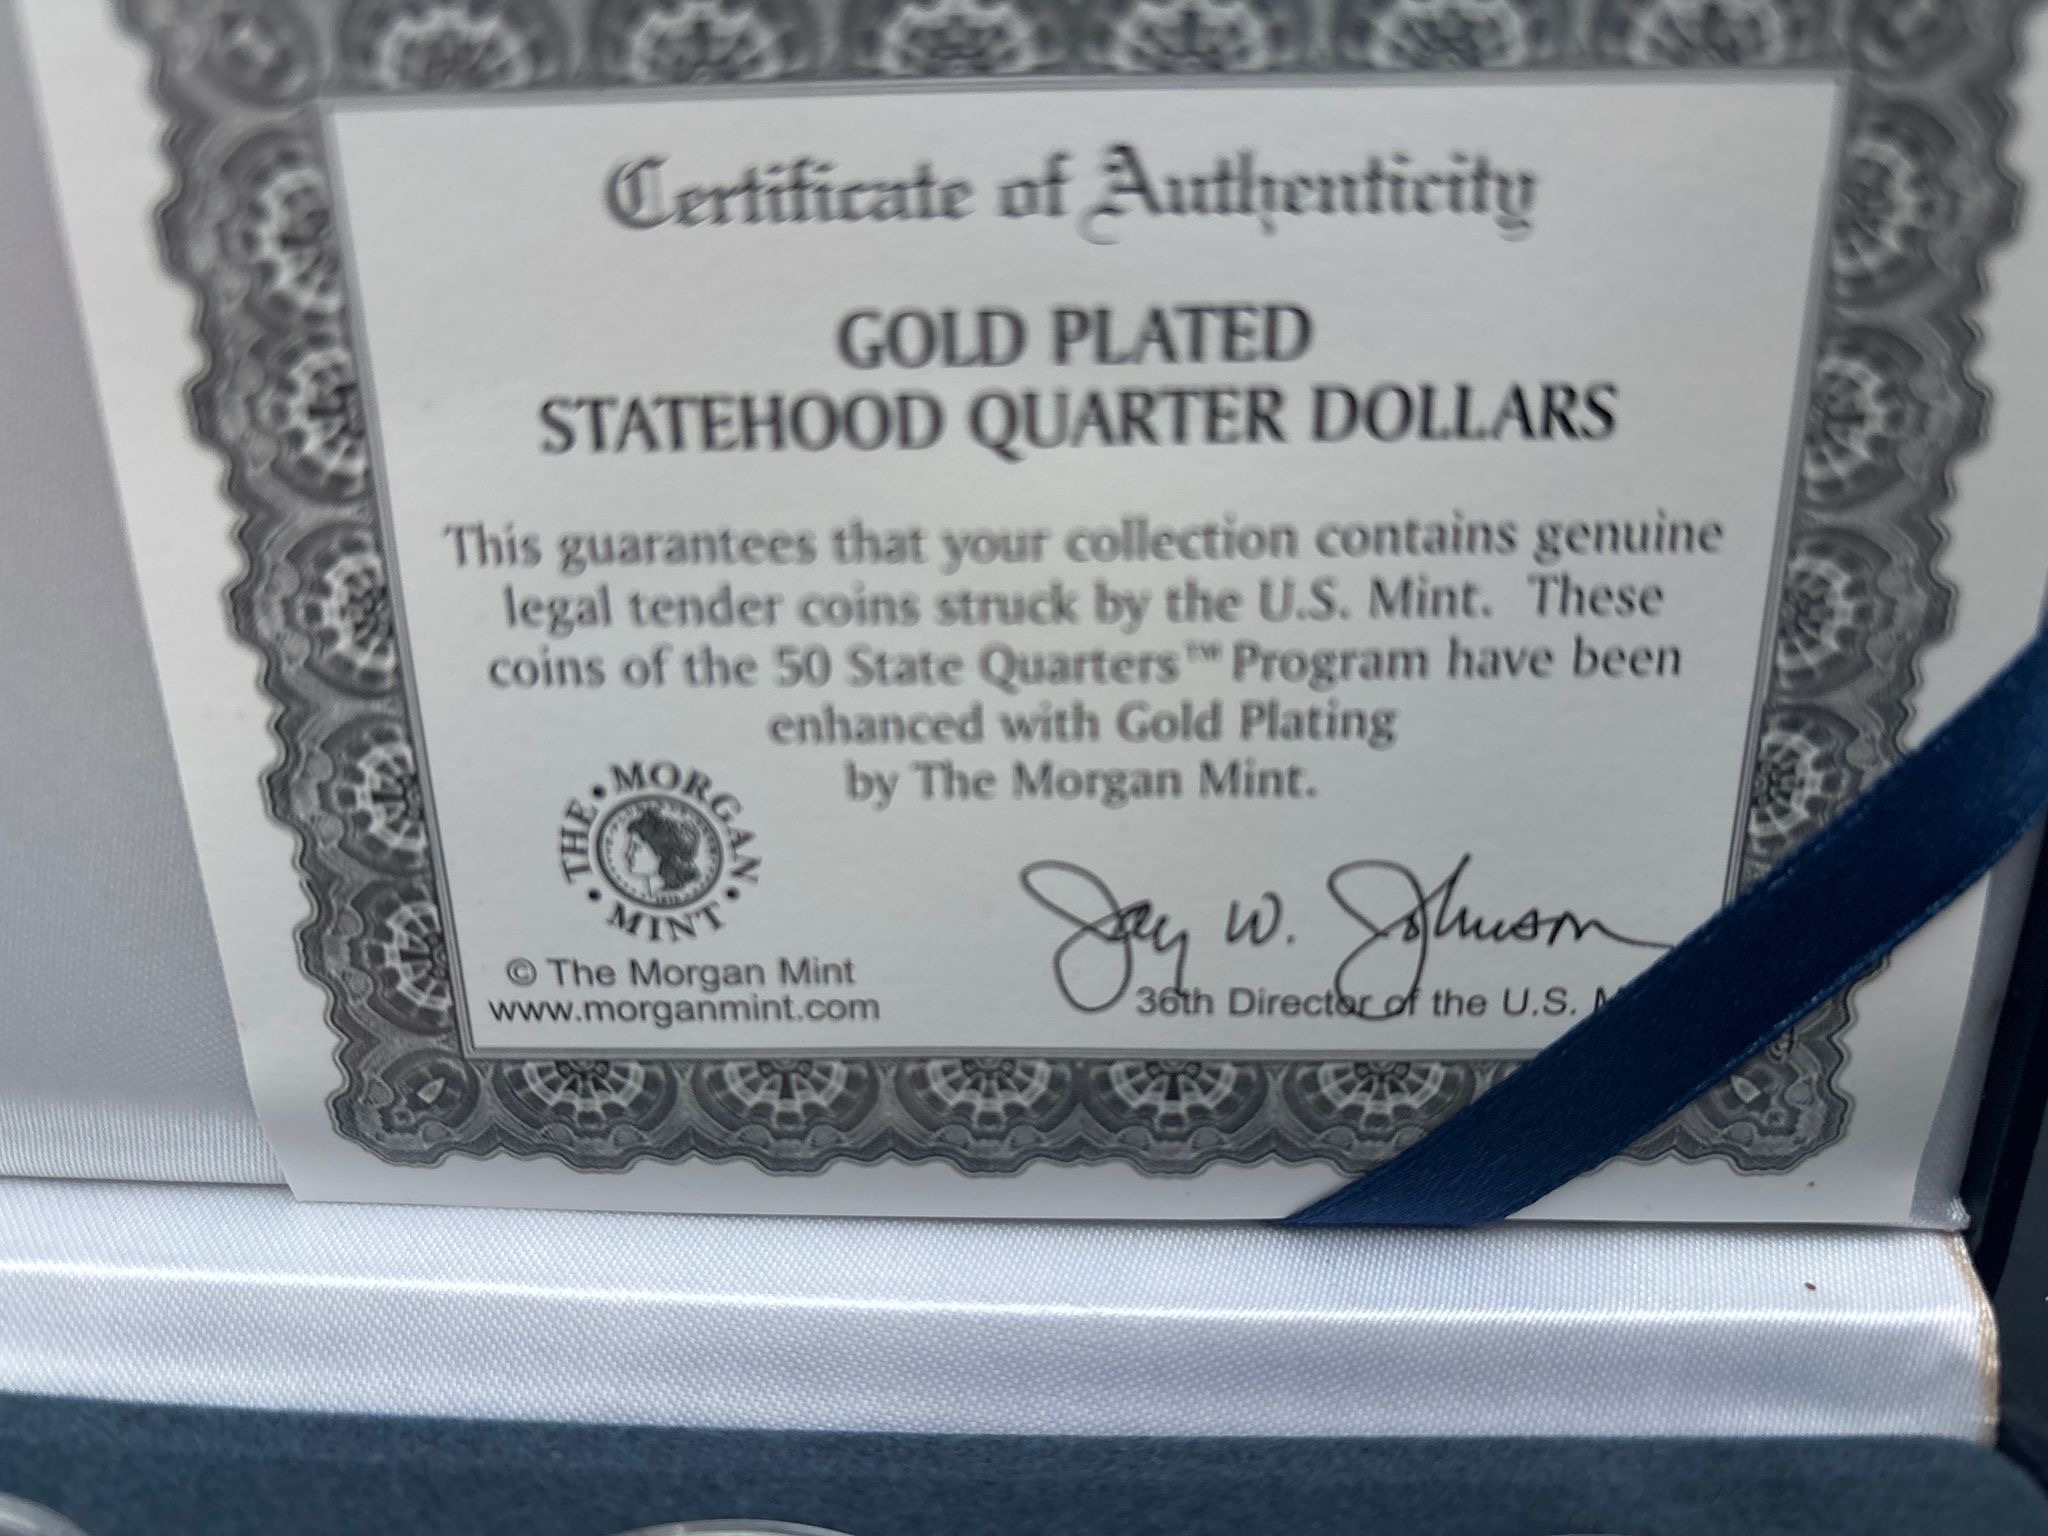 Certificate of Authenticity
GOLD PLATED
STATEHOOD QUARTER DOLLARS
This guarantees that your collection contains genuine
legal tender coins struck by the U.S. Mint. These
coins of the 50 State Quarters™ Program have been
enhanced with Gold Plating
by The Morgan Mint.
THE • MORGAN • MINT •
© The Morgan Mint
www.morganmint.com
Jay W. Johnson
36th Director of the U.S. M